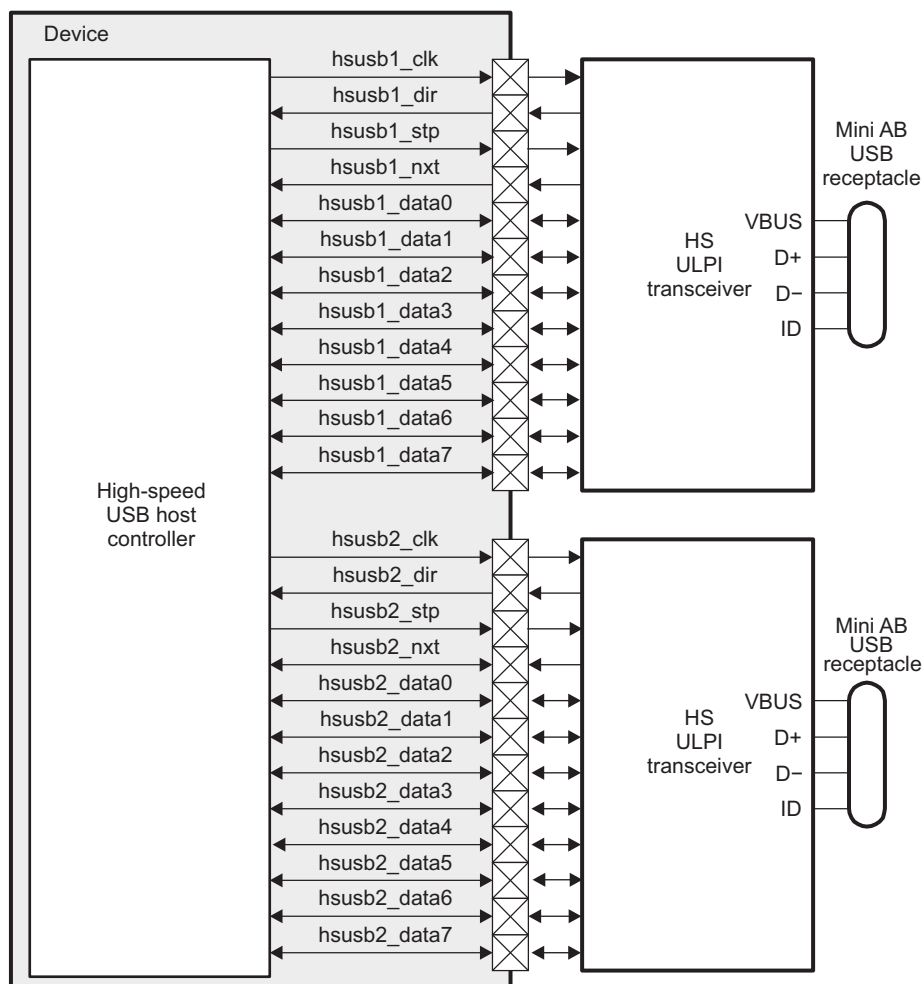 Device
hsusb1_clk
hsusb1_dir
hsusb1_stp
hsusb1_nxt
hsusb1_data0
hsusb1_data1
hsusb1_data2
hsusb1_data3
hsusb1_data4
hsusb1_data5
hsusb1_data6
hsusb1_data7
HS
ULPI
transceiver
VBUS
D+
D−
ID
Mini AB
USB
receptacle
High-speed
USB host
controller
hsusb2_clk
hsusb2_dir
hsusb2_stp
hsusb2_nxt
hsusb2_data0
hsusb2_data1
hsusb2_data2
hsusb2_data3
hsusb2_data4
hsusb2_data5
hsusb2_data6
hsusb2_data7
HS
ULPI
transceiver
VBUS
D+
D−
ID
Mini AB
USB
receptacle